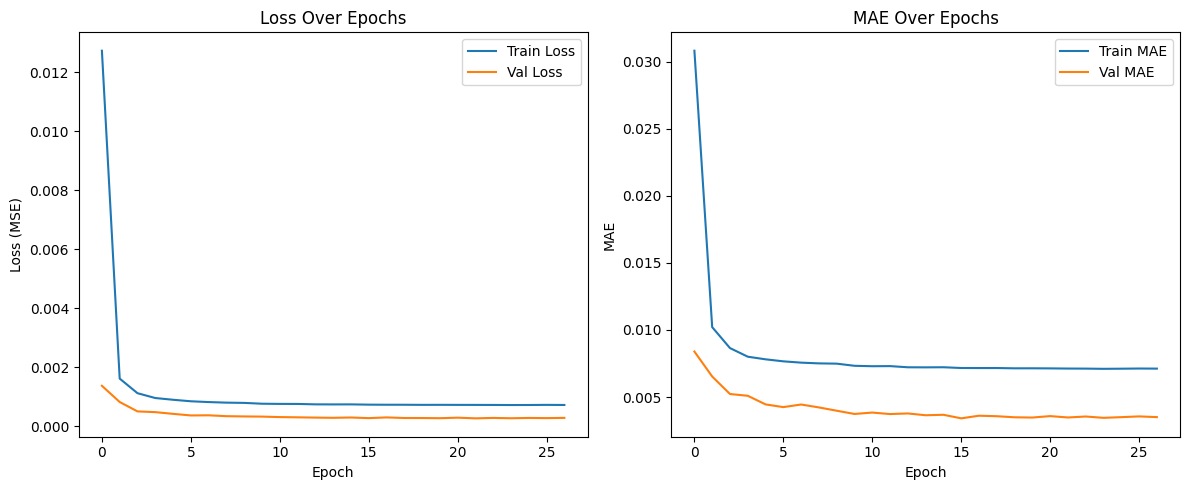 Loss Over Epochs
Train Loss
Val Loss
0.012
0.010
0.008
0.006
0.004
0.002
0.000
Loss (MSE)
0 5 10 15 20 25
Epoch
MAE Over Epochs
Train MAE
Val MAE
0.030
0.025
0.020
0.015
0.010
0.005
MAE
0 5 10 15 20 25
Epoch